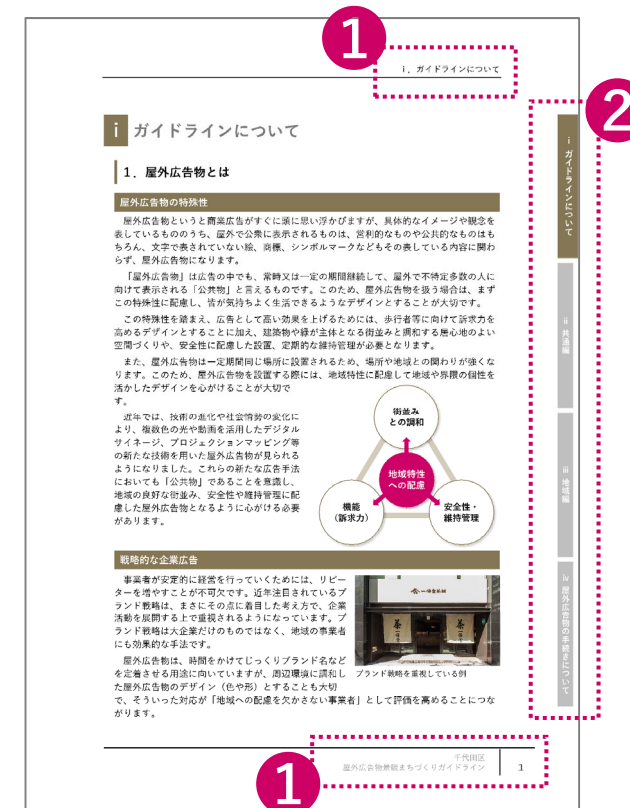 1
i．ガイドラインについて
2
i ガイドラインについて
1．屋外広告物とは
屋外広告物の特殊性
屋外広告物というと商業広告がすぐに頭に思い浮かびますが、具体的なイメージや観念を
表しているもののうち、屋外で公衆に表示されるものは、営利的なものや公共的なものはも
ちろん、文字で表されていない絵、商標、シンボルマークなどもその表している内容に関わ
らず、屋外広告物になります。
「屋外広告物」は広告の中でも、常時又は一定の期間継続して、屋外で不特定多数の人に
向けて表示される「公共物」と言えるものです。このため、屋外広告物を扱う場合は、まず
この特殊性に配慮し、皆が気持ちよく生活できるようなデザインとすることが大切です。
この特殊性を踏まえ、広告として高い効果を上げるためには、歩行者等に向けて訴求力を
高めるデザインとすることに加え、建築物や緑が主体となる街並みと調和する居心地のよい
空間づくりや、安全性に配慮した設置、定期的な維持管理が必要となります。
また、屋外広告物は一定期間同じ場所に設置されるため、場所や地域との関わりが強くな
ります。このため、屋外広告物を設置する際には、地域特性に配慮して地域や界隈の個性を
活かしたデザインを心がけることが大切で
す。
近年では、技術の進化や社会情勢の変化に
より、複数色の光や動画を活用したデジタル
サイネージ、プロジェクションマッピング等
の新たな技術を用いた屋外広告物が見られる
ようになりました。これらの新たな広告手法
においても「公共物」であることを意識し、
地域の良好な街並み、安全性や維持管理に配
慮した屋外広告物となるように心がける必要
があります。
街並み
との調和
地域特性
への配慮
機能
（訴求力）
安全性・
維持管理
戦略的な企業広告
事業者が安定的に経営を行っていくためには、リピー
ターを増やすことが不可欠です。近年注目されているブ
ランド戦略は、まさにその点に着目した考え方で、企業
活動を展開する上で重視されるようになっています。ブ
ランド戦略は大企業だけのものではなく、地域の事業者
にも効果的な手法です。
屋外広告物は、時間をかけてじっくりブランド名など
を定着させる用途に向いていますが、周辺環境に調和し
た屋外広告物のデザイン（色や形）とすることも大切
で、そういった対応が「地域への配慮を欠かさない事業者」として評価を高めることにつな
がります。
一保堂茶舗
茶
茶
ブランド戦略を重視している例
i ガイドラインについて
ii 共通編
iii 地域編
iv 屋外広告物の手続きについて
千代田区
屋外広告物景観まちづくりガイドライン
1
1